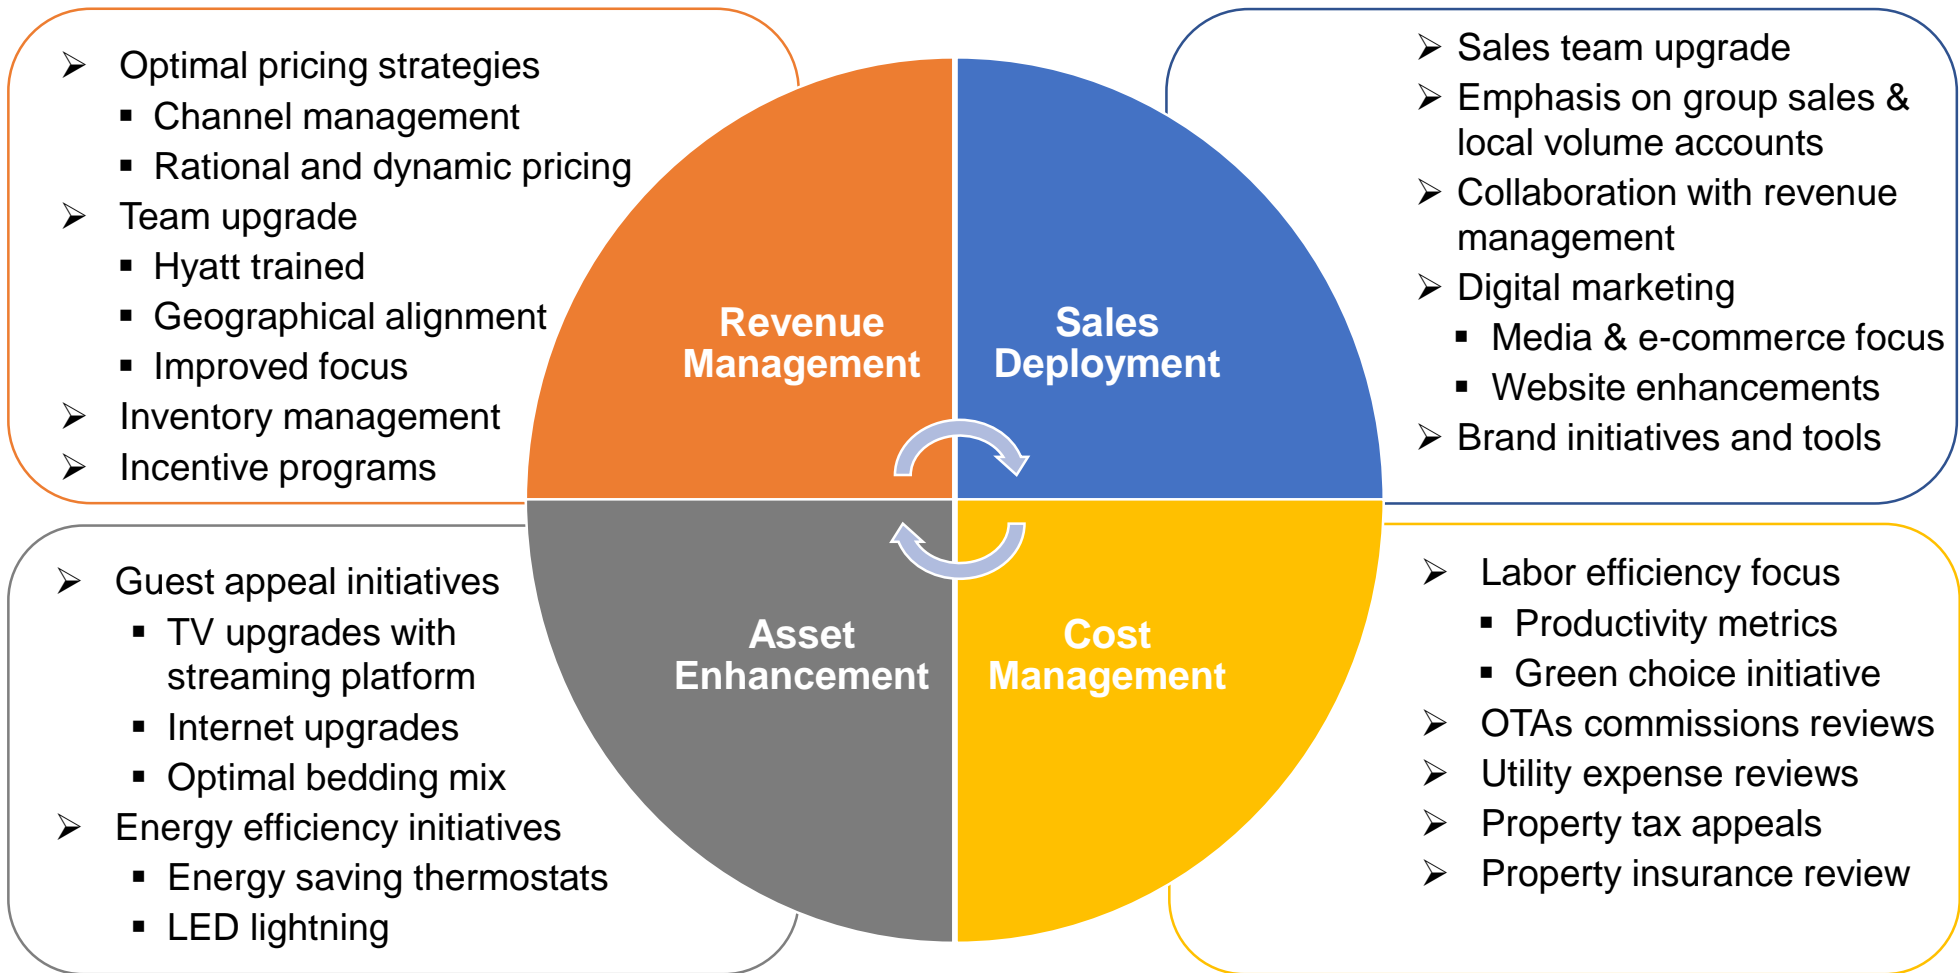 ➢ Optimal pricing strategies
▪ Channel management
▪ Rational and dynamic pricing
➢ Team upgrade
▪ Hyatt trained
▪ Geographical alignment
▪ Improved focus
➢ Inventory management
➢ Incentive programs
Revenue
Management
Sales
Deployment
➢ Sales team upgrade
➢ Emphasis on group sales &
local volume accounts
➢ Collaboration with revenue
management
➢ Digital marketing
▪ Media & e-commerce focus
▪ Website enhancements
➢ Brand initiatives and tools
➢ Guest appeal initiatives
▪ TV upgrades with
streaming platform
▪ Internet upgrades
▪ Optimal bedding mix
➢ Energy efficiency initiatives
▪ Energy saving thermostats
▪ LED lightning
Asset
Enhancement
Cost
Management
➢ Labor efficiency focus
▪ Productivity metrics
▪ Green choice initiative
➢ OTAs commissions reviews
➢ Utility expense reviews
➢ Property tax appeals
➢ Property insurance review